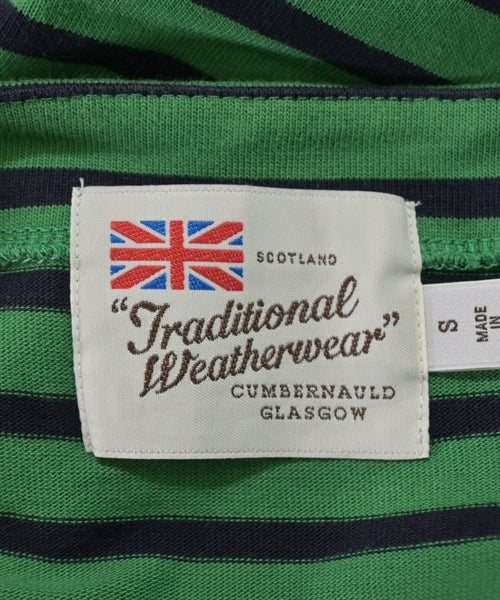 SCOTLAND
"Traditional
Weatherwear"
CUMBERNAULD
GLASGOW
S
MADE
IN